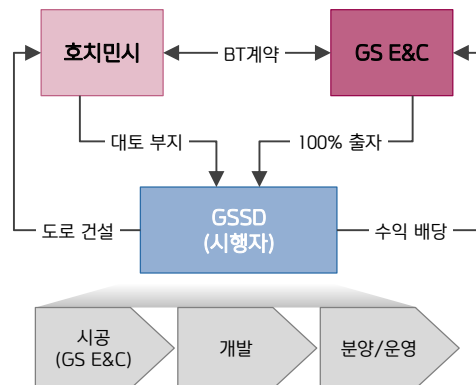 호치민시
BT계약
GS E&C
대토 부지
100% 출자
GSSD
(시행자)
도로 건설
수익 배당
시공
(GS E&C)
개발
분양/운영